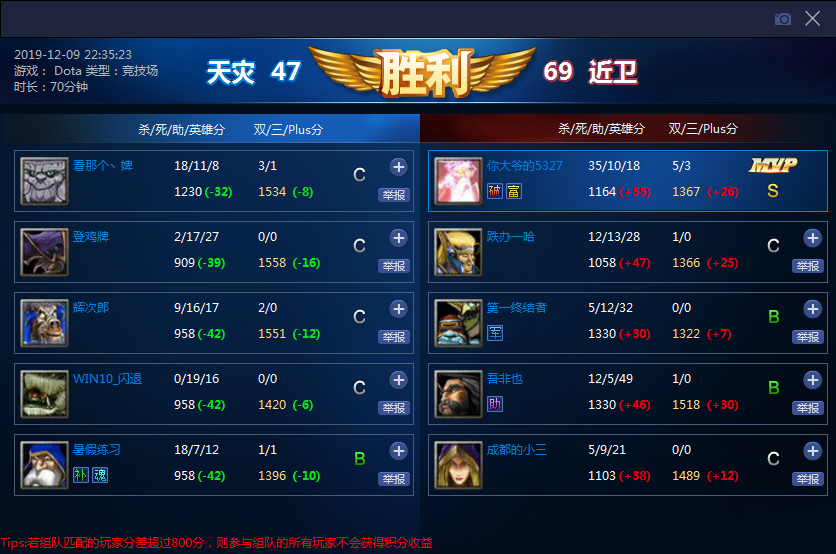 2019-12-09 22:35:23
游戏： Dota 类型：竞技场
时长：70分钟
天灾 47 胜利 69 近卫
杀/死/助/英雄分 双/三/Plus分
看那个丶婢 18/11/8 3/1 C
1230 (-32) 1534 (-8) 举报
登鸡牌 2/17/27 0/0 C
909 (-39) 1558 (-16) 举报
辉次郎 9/16/17 2/0 C
958 (-42) 1551 (-12) 举报
WIN10_闪退 0/19/16 0/0 C
958 (-42) 1420 (-6) 举报
暑假练习 18/7/12 1/1 B
补 魂 958 (-42) 1396 (-10) 举报
杀/死/助/英雄分 双/三/Plus分
你大爷的5327 35/10/18 5/3 MVP
破 富 1164 (+55) 1367 (+26) S
跌办一哈 12/13/28 1/0 C
1058 (+47) 1366 (+25) 举报
第一终结者 5/12/32 0/0 B
军 1330 (+30) 1322 (+7) 举报
吾非也 12/5/49 1/0 B
助 1330 (+46) 1518 (+30) 举报
成都的小三 5/9/21 0/0 C
1103 (+38) 1489 (+12) 举报
Tips:若组队匹配的玩家分差超过800分，则参与组队的所有玩家不会获得积分收益